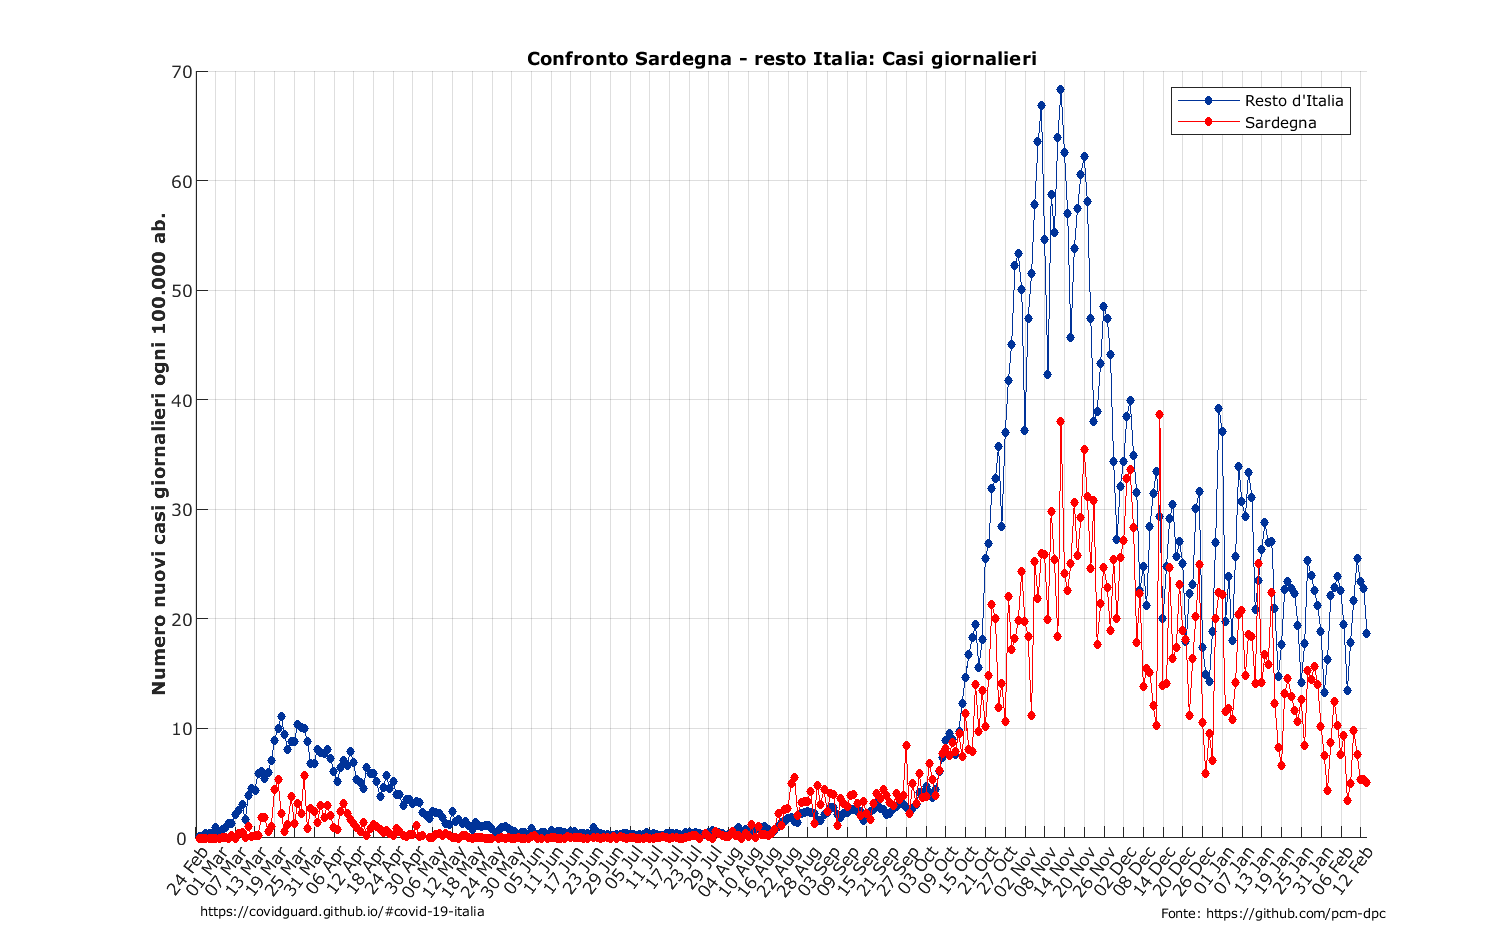 Confronto Sardegna - resto Italia: Casi giornalieri
Resto d'Italia
Sardegna
Numero nuovi casi giornalieri ogni 100.000 ab.
70
60
50
40
30
20
10
0
24 Feb
01 Mar
07 Mar
13 Mar
19 Mar
25 Mar
31 Mar
06 Apr
12 Apr
18 Apr
24 Apr
30 Apr
06 May
12 May
18 May
24 May
30 May
05 Jun
11 Jun
17 Jun
23 Jun
29 Jun
05 Jul
11 Jul
17 Jul
23 Jul
29 Jul
04 Aug
10 Aug
16 Aug
22 Aug
28 Aug
03 Sep
09 Sep
15 Sep
21 Sep
27 Sep
03 Oct
09 Oct
15 Oct
21 Oct
27 Oct
02 Nov
08 Nov
14 Nov
20 Nov
26 Nov
02 Dec
08 Dec
14 Dec
20 Dec
26 Dec
01 Jan
07 Jan
13 Jan
19 Jan
25 Jan
31 Jan
06 Feb
12 Feb
https://covidguard.github.io/#covid-19-italia
Fonte: https://github.com/pcm-dpc